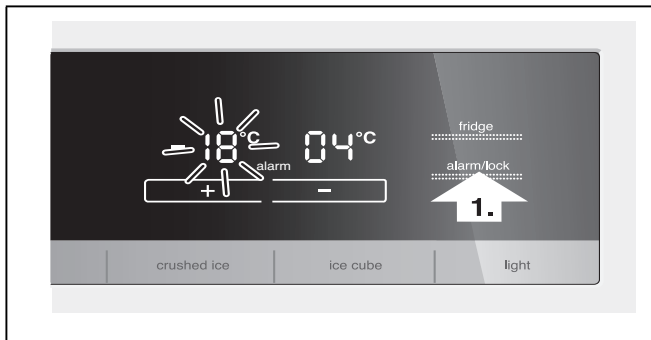 -18°C 04°C
alarm
+ -
fridge
alarm/lock
1.
crushed ice ice cube light